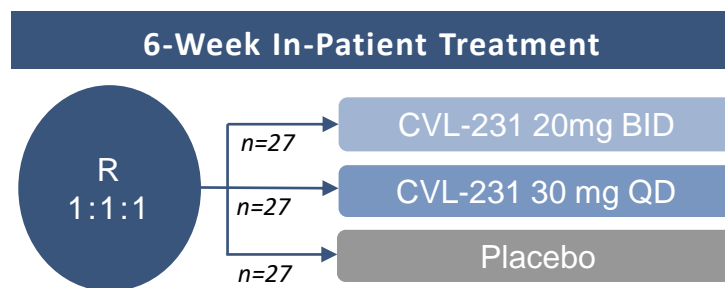 6-Week In-Patient Treatment
R
1:1:1
n=27
CVL-231 20mg BID
n=27
CVL-231 30 mg QD
n=27
Placebo